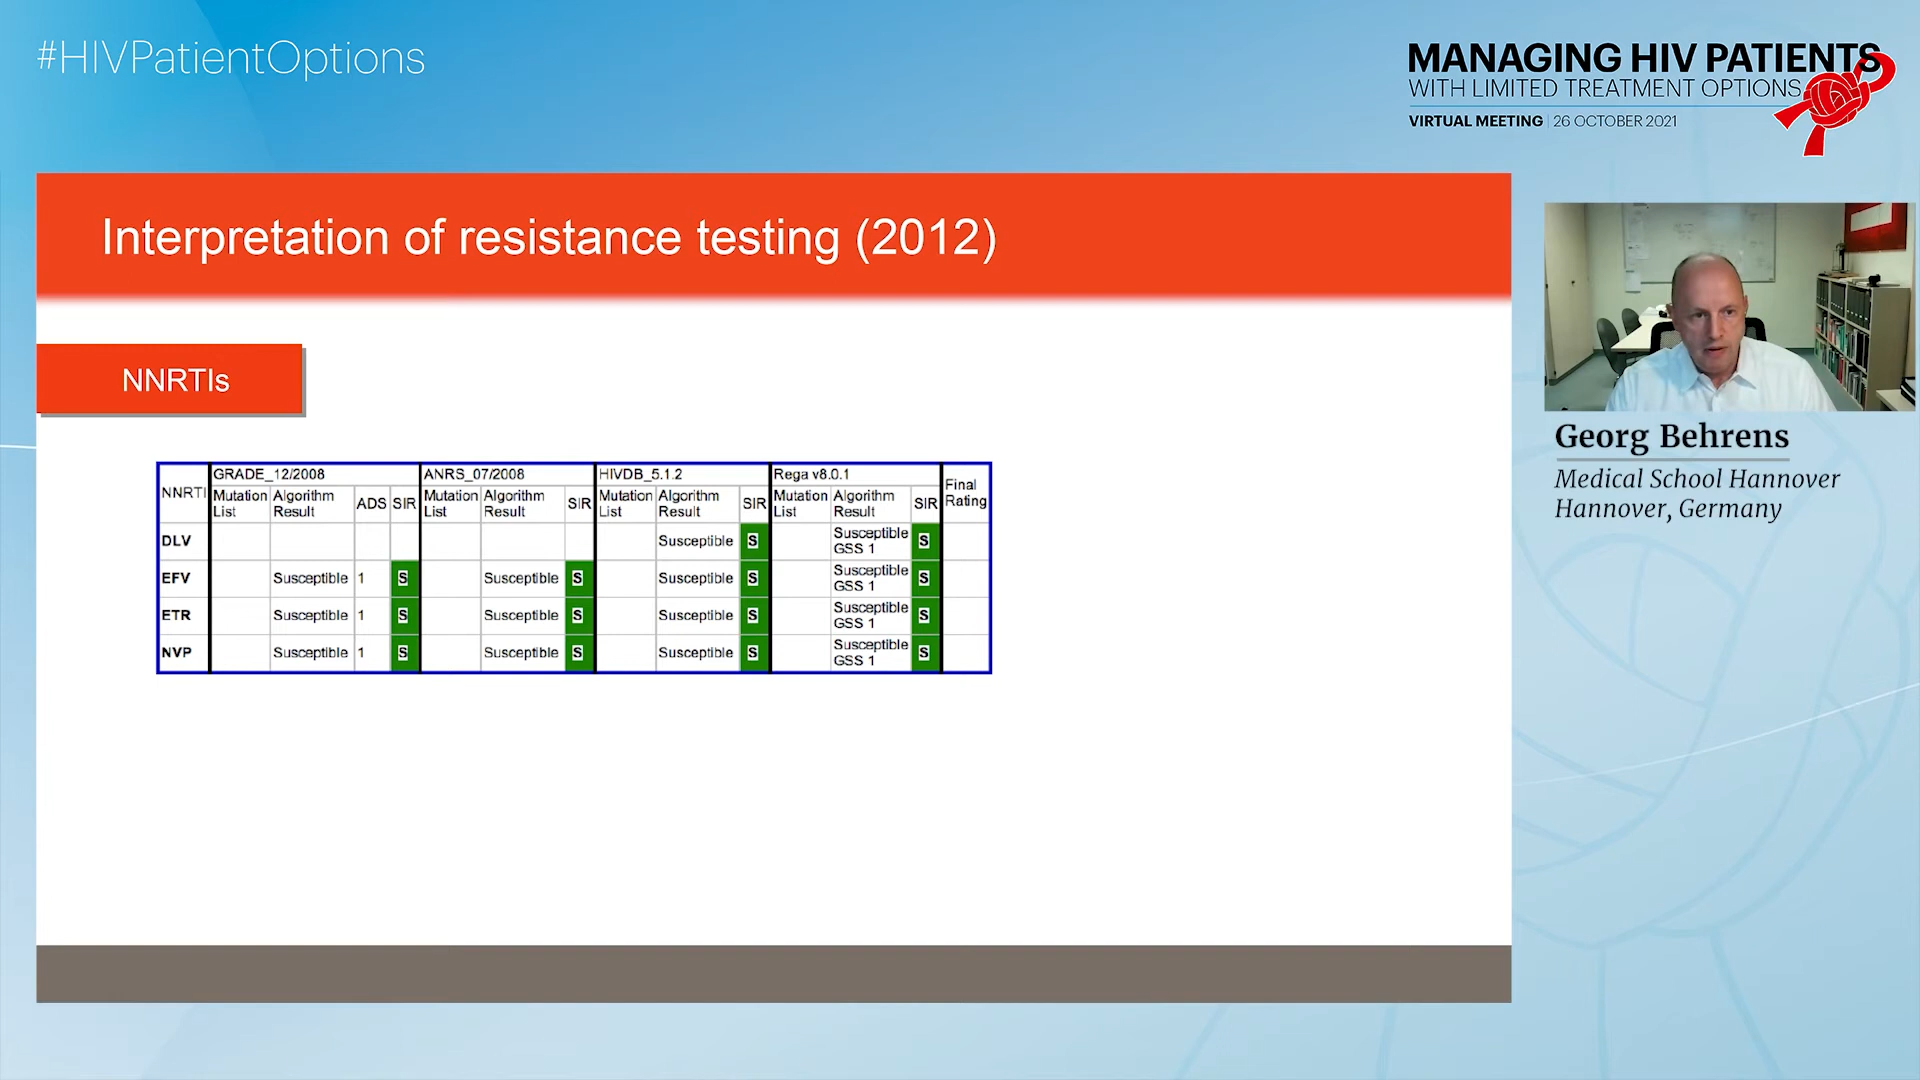 #HIVPatientOptions
MANAGING HIV PATIENTS
WITH LIMITED TREATMENT OPTIONS
VIRTUAL MEETING | 26 OCTOBER 2021
Interpretation of resistance testing (2012)
NNRTIs
NNRTI GRADE_12/2008 ANRS_07/2008 HIVDB_5.1.2 Rega v8.0.1 Final Rating
Mutation List Algorithm Result ADS SIR Mutation List Algorithm Result SIR Mutation List Algorithm Result SIR Mutation List Algorithm Result SIR
DLV Susceptible S Susceptible GSS 1 S
EFV Susceptible 1 S Susceptible S Susceptible S Susceptible GSS 1 S
ETR Susceptible 1 S Susceptible S Susceptible S Susceptible GSS 1 S
NVP Susceptible 1 S Susceptible S Susceptible S Susceptible GSS 1 S
Georg Behrens
Medical School Hannover
Hannover, Germany